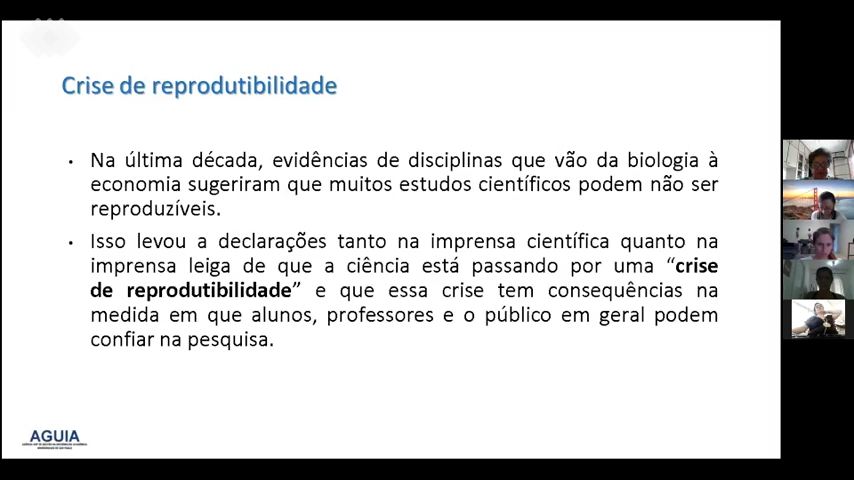 Crise de reprodutibilidade
• Na última década, evidências de disciplinas que vão da biologia à
economia sugeriram que muitos estudos científicos podem não ser
reproduzíveis.
• Isso levou a declarações tanto na imprensa científica quanto na
imprensa leiga de que a ciência está passando por uma “crise
de reprodutibilidade” e que essa crise tem consequências na
medida em que alunos, professores e o público em geral podem
confiar na pesquisa.
AGUIA